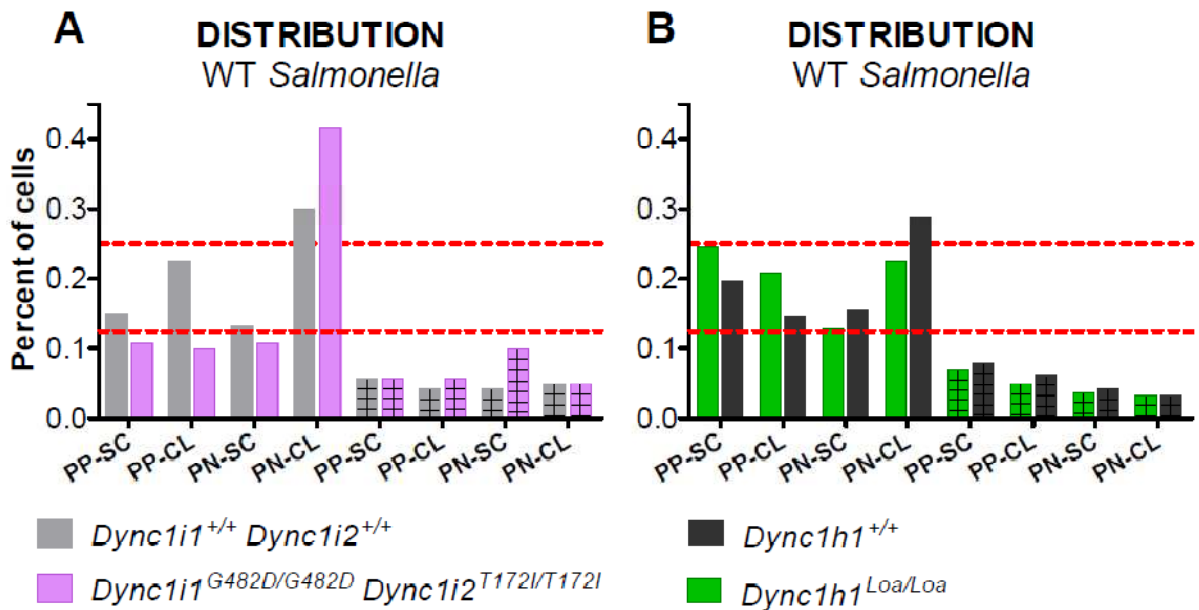 A
DISTRIBUTION
WT Salmonella
Percent of cells
0.4
0.3
0.2
0.1
0.0
PP-SC
PP-CL
PN-SC
PN-CL
PP-SC
PP-CL
PN-SC
PN-CL
Dync1i1+/+ Dync1i2+/+
Dync1i1G482D/G482D Dync1i2T172I/T172I
B
DISTRIBUTION
WT Salmonella
0.4
0.3
0.2
0.1
0.0
PP-SC
PP-CL
PN-SC
PN-CL
PP-SC
PP-CL
PN-SC
PN-CL
Dync1h1+/+
Dync1h1Loa/Loa